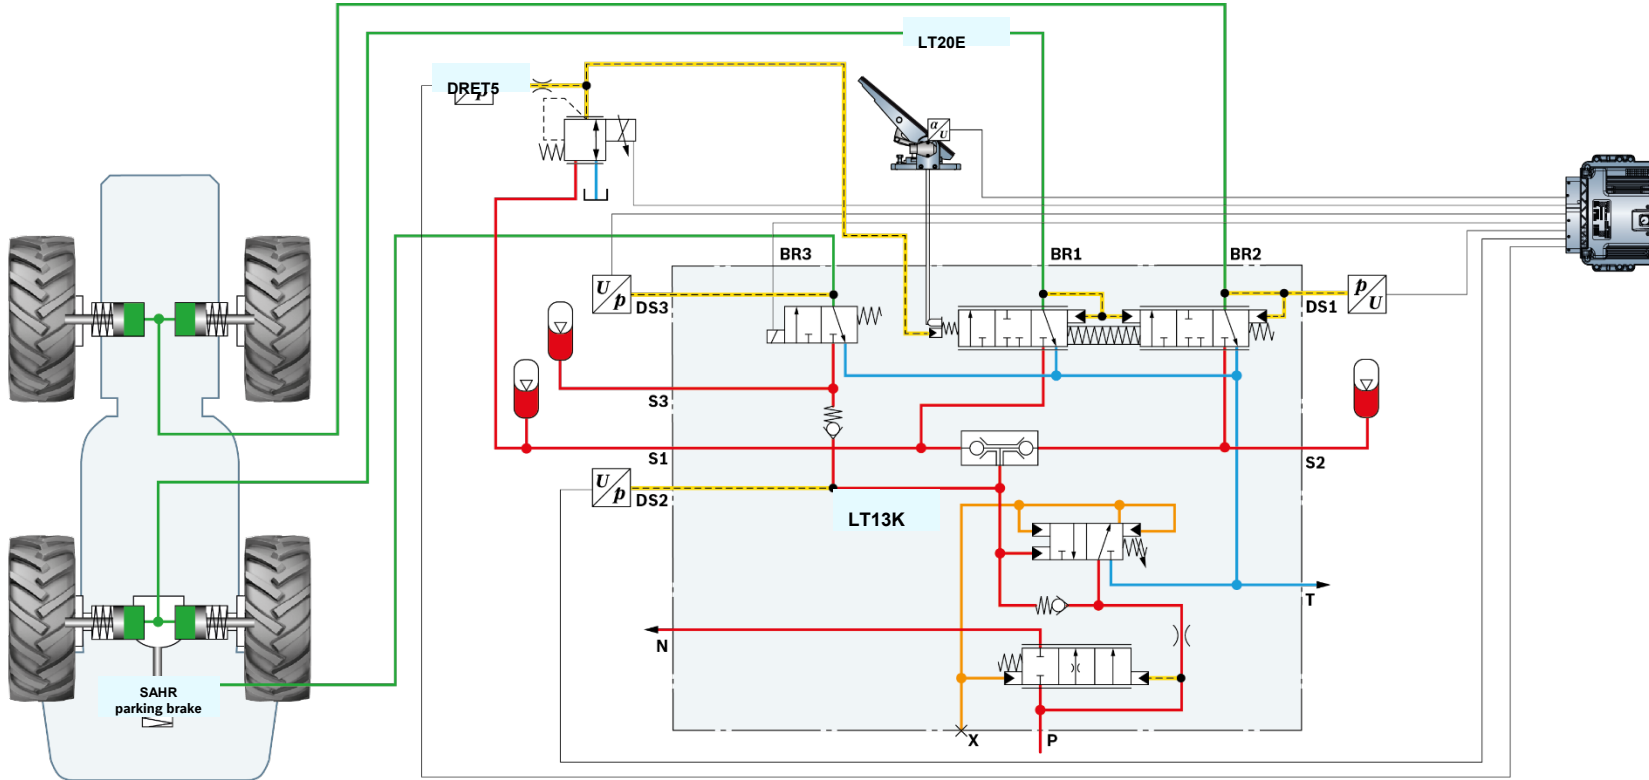 LT20E
DRET5
p
α
U
BR3
BR1
BR2
U
p
DS3
DS1
p
U
S3
S1
S2
U
p
DS2
LT13K
T
N
SAHR
parking brake
X
P